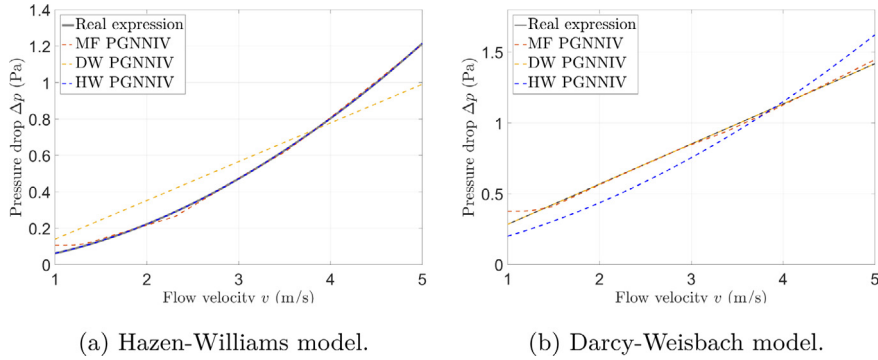 Pressure drop Δp (Pa)
1.4
1.2
1
0.8
0.6
0.4
0.2
0
Real expression
MF PGNNIV
DW PGNNIV
HW PGNNIV
1 2 3 4 5
Flow velocity v (m/s)
(a) Hazen-Williams model.
Pressure drop Δp (Pa)
1.5
1
0.5
0
Real expression
MF PGNNIV
DW PGNNIV
HW PGNNIV
1 2 3 4 5
Flow velocity v (m/s)
(b) Darcy-Weisbach model.